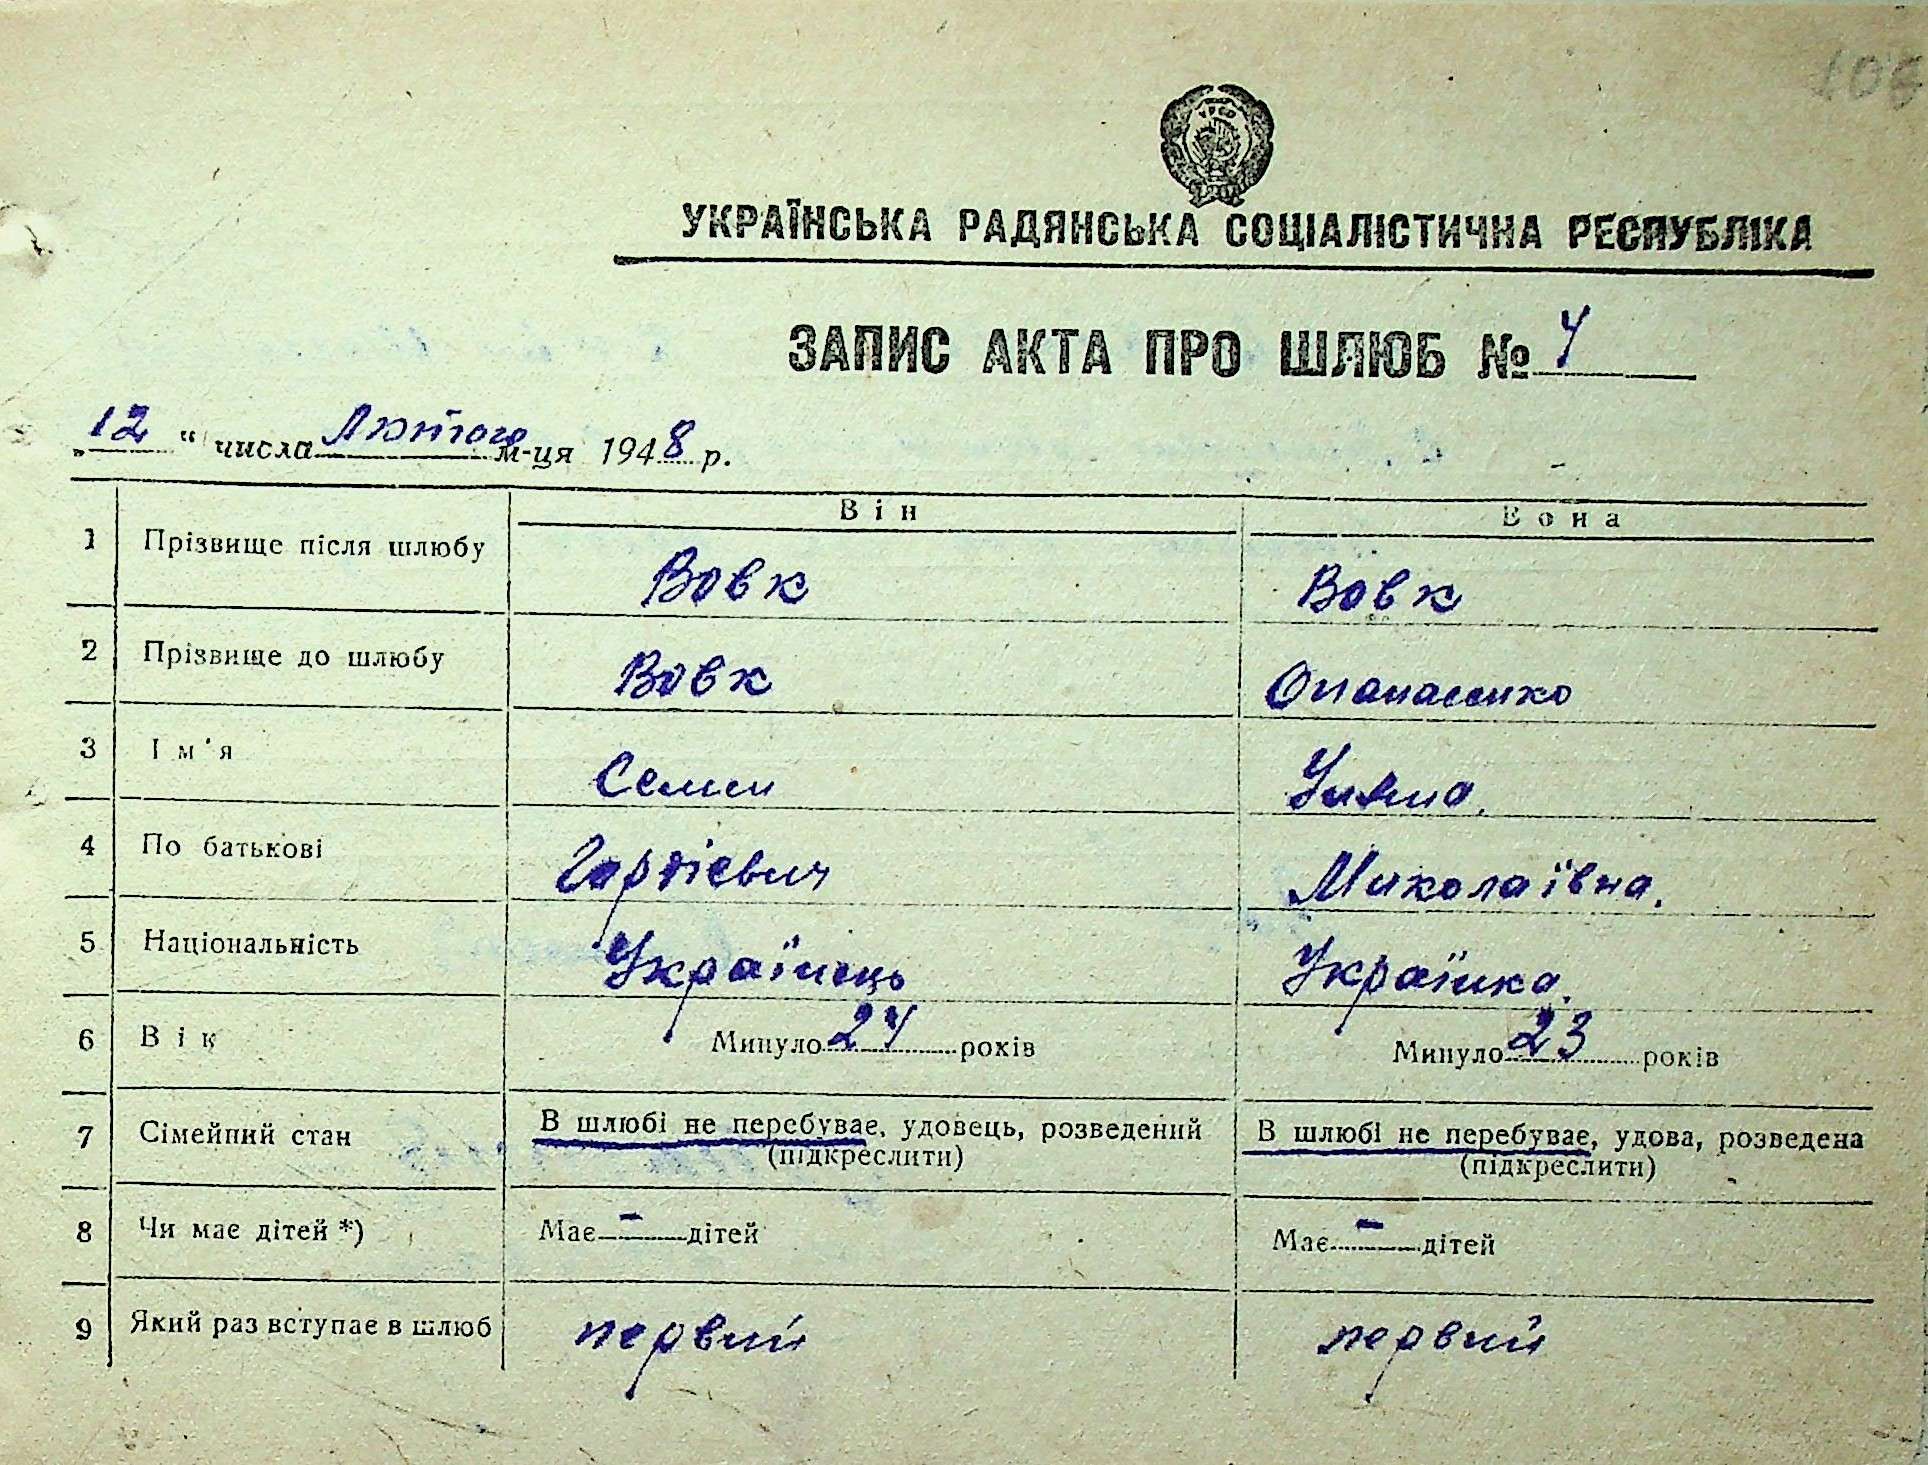 106
УКРАЇНСЬКА РАДЯНСЬКА СОЦІАЛІСТИЧНА РЕСПУБЛІКА
ЗАПИС АКТА ПРО ШЛЮБ № 4
„12“ числа Лютого м-ця 1948 р.
Він Вона
1 Прізвище після шлюбу Вовк Вовк
2 Прізвище до шлюбу Вовк Опанасенко
3 Ім'я Семен Уляна.
4 По батькові Гордієвич Миколаївна.
5 Національність Українець Українка.
6 Вік Минуло 24 років Минуло 23 років
7 Сімейний стан В шлюбі не перебуває, удовець, розведений В шлюбі не перебуває, удова, розведена
(підкреслити) (підкреслити)
8 Чи має дітей *) Має - дітей Має - дітей
9 Який раз вступає в шлюб первий первий